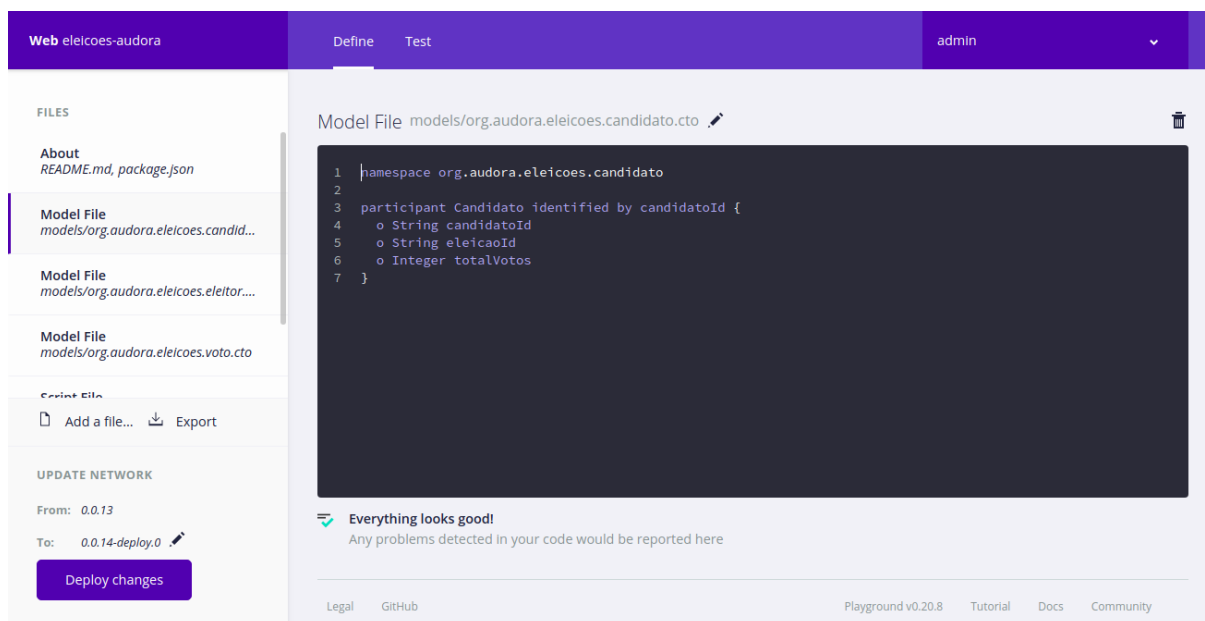 Web eleicoes-audora
Define Test
admin
FILES
About
README.md, package.json
Model File
models/org.audora.eleicoes.candid...
Model File
models/org.audora.eleicoes.eleitor....
Model File
models/org.audora.eleicoes.voto.cto
Script File
Add a file... Export
UPDATE NETWORK
From: 0.0.13
To: 0.0.14-deploy.0
Deploy changes
Model File models/org.audora.eleicoes.candidato.cto
1 namespace org.audora.eleicoes.candidato
2
3 participant Candidato identified by candidatoId {
4 o String candidatoId
5 o String eleicaoId
6 o Integer totalVotos
7 }
Everything looks good!
Any problems detected in your code would be reported here
Legal GitHub
Playground v0.20.8 Tutorial Docs Community